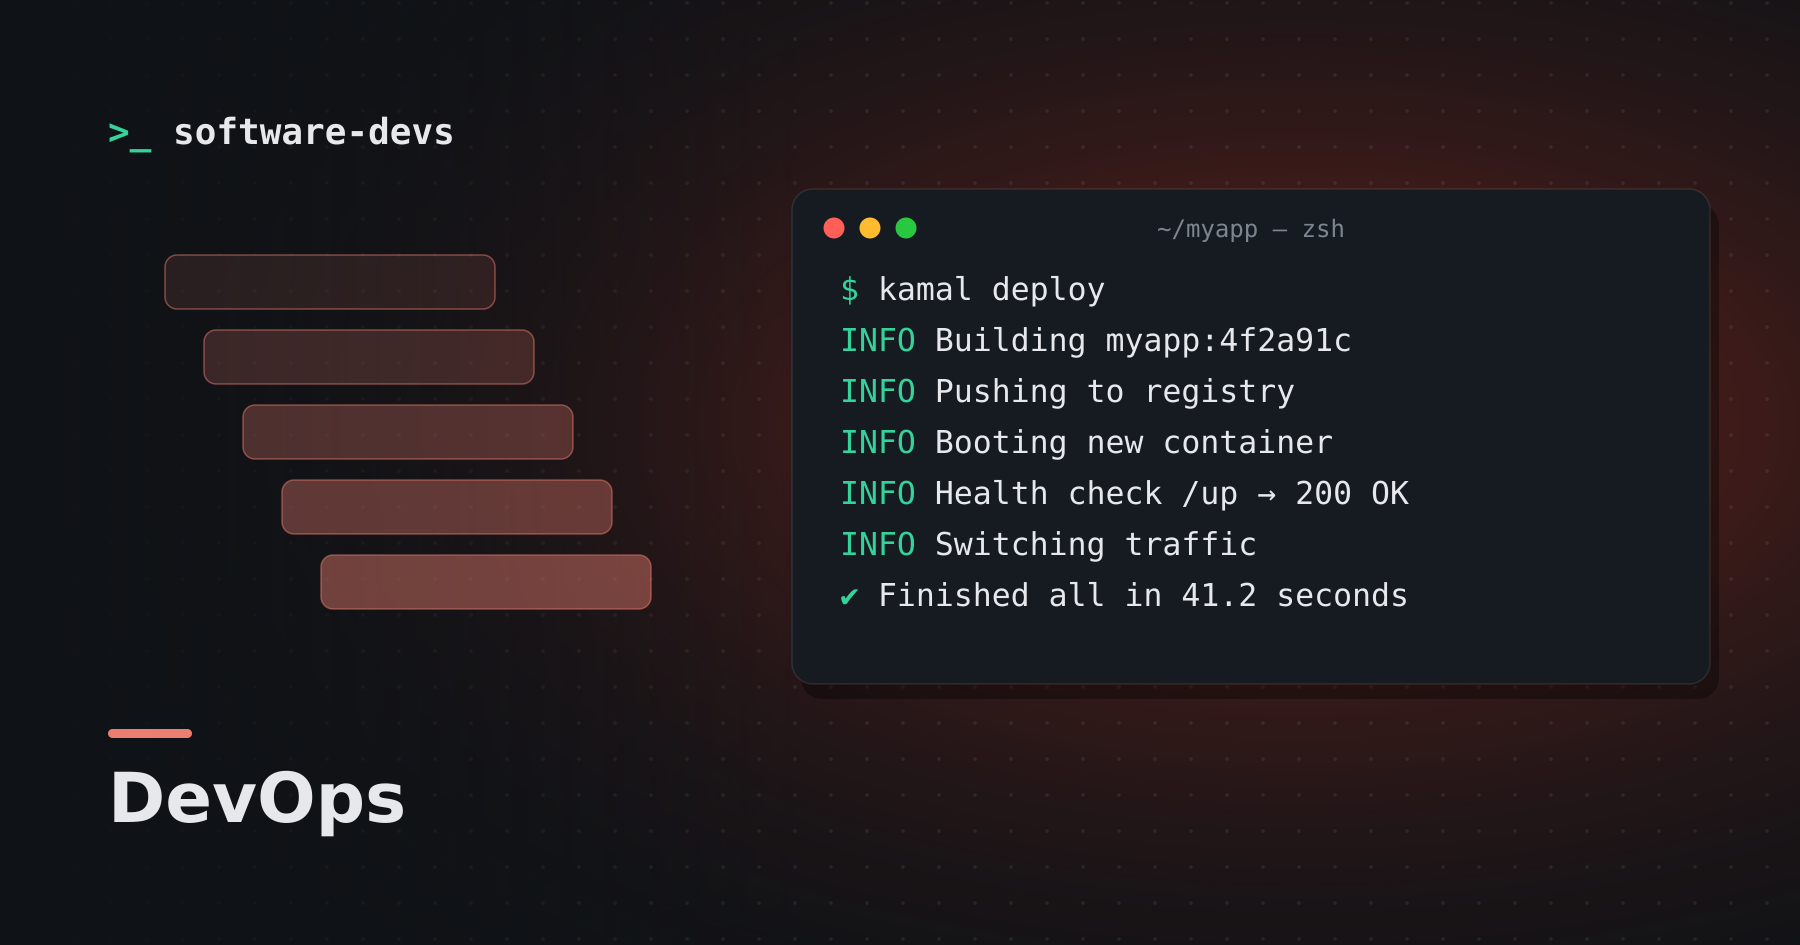 >_ software-devs
~/myapp — zsh
$ kamal deploy
INFO Building myapp:4f2a91c
INFO Pushing to registry
INFO Booting new container
INFO Health check /up → 200 OK
INFO Switching traffic
✔ Finished all in 41.2 seconds
DevOps